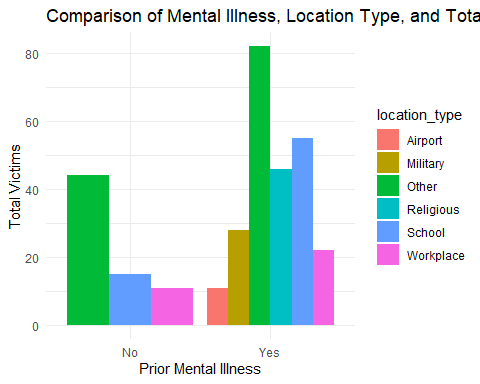 Comparison of Mental Illness, Location Type, and Tota
Total Victims
80
60
40
20
0
No
Yes
Prior Mental Illness
location_type
Airport
Military
Other
Religious
School
Workplace